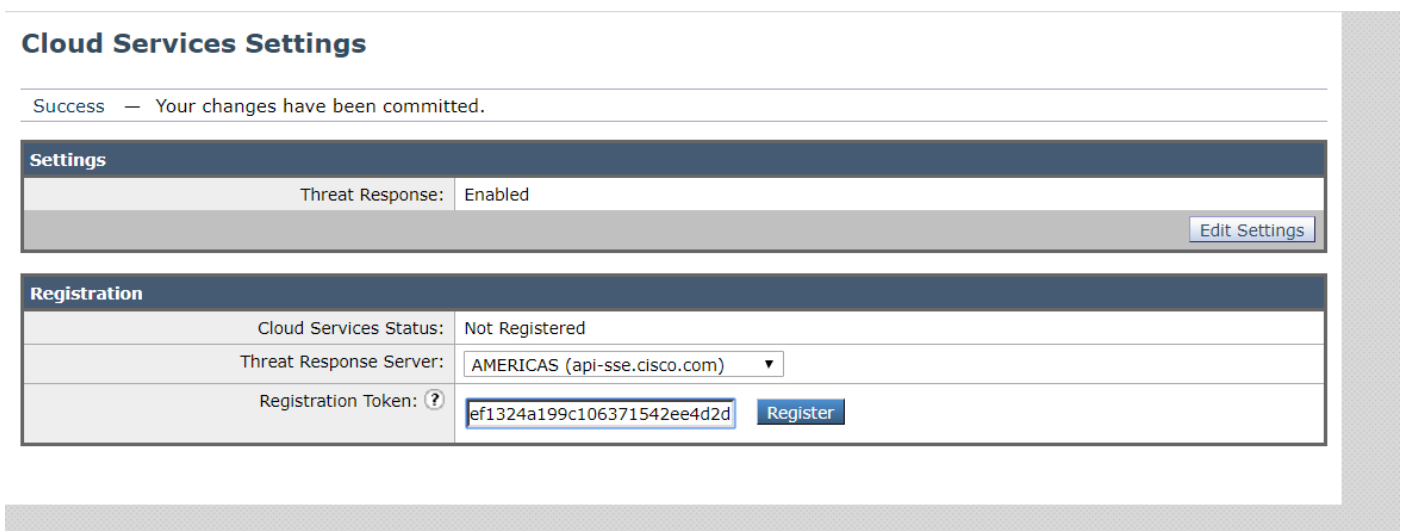 Cloud Services Settings
Success — Your changes have been committed.
Settings
Threat Response: Enabled
Edit Settings
Registration
Cloud Services Status: Not Registered
Threat Response Server: AMERICAS (api-sse.cisco.com)
Registration Token: ? ef1324a199c106371542ee4d2d Register